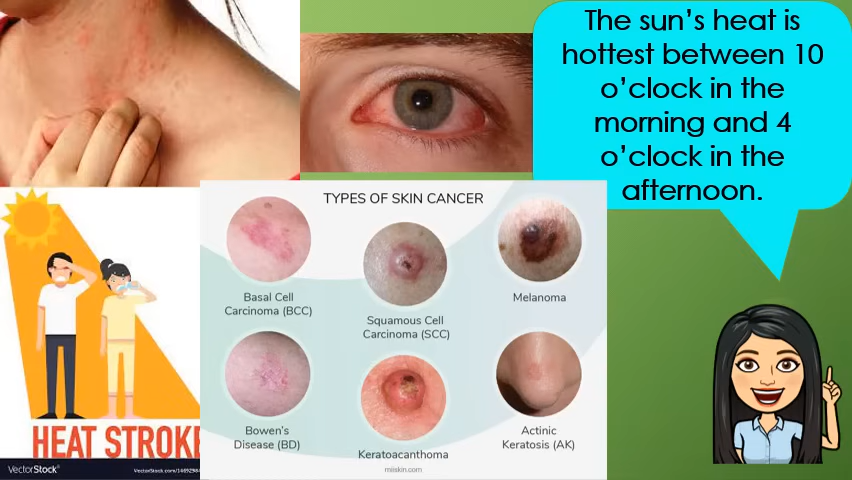 The sun's heat is
hottest between 10
o'clock in the
morning and 4
o'clock in the
afternoon.
TYPES OF SKIN CANCER
Basal Cell
Carcinoma (BCC)
Squamous Cell
Carcinoma (SCC)
Melanoma
Bowen's
Disease (BD)
Keratoacanthoma
Actinic
Keratosis (AK)
miiskin.com
HEAT STROKE
VectorStock®